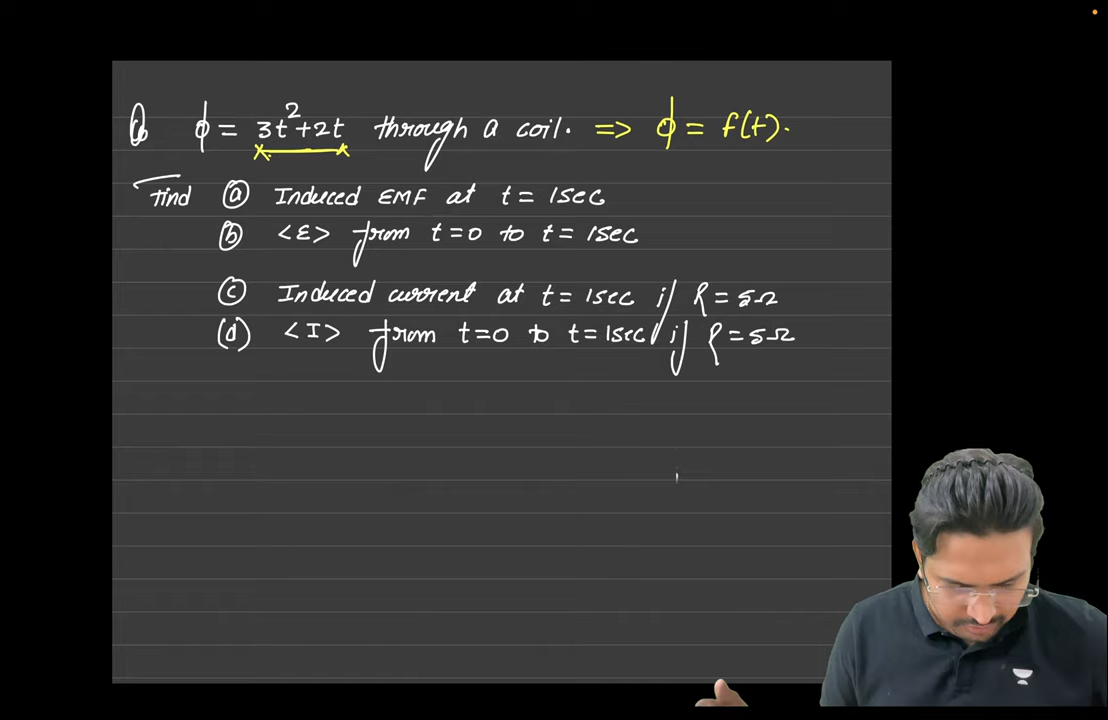 Q ϕ = 3t²+2t through a coil. => ϕ = f(t).
Find (a) Induced EMF at t = 1sec
(b) <ε> from t=0 to t = 1sec
(c) Induced current at t = 1sec if R = 5Ω
(d) <I> from t=0 to t = 1sec if R = 5Ω